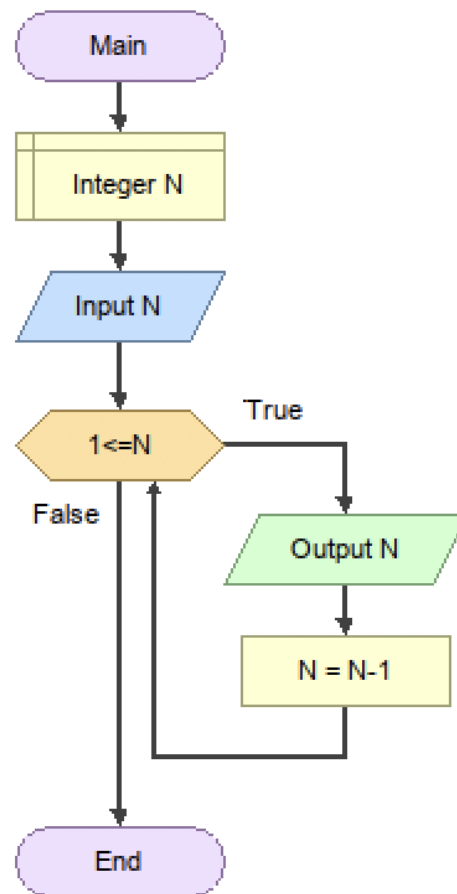 Main
Integer N
Input N
1<=N
True
False
Output N
N = N-1
End